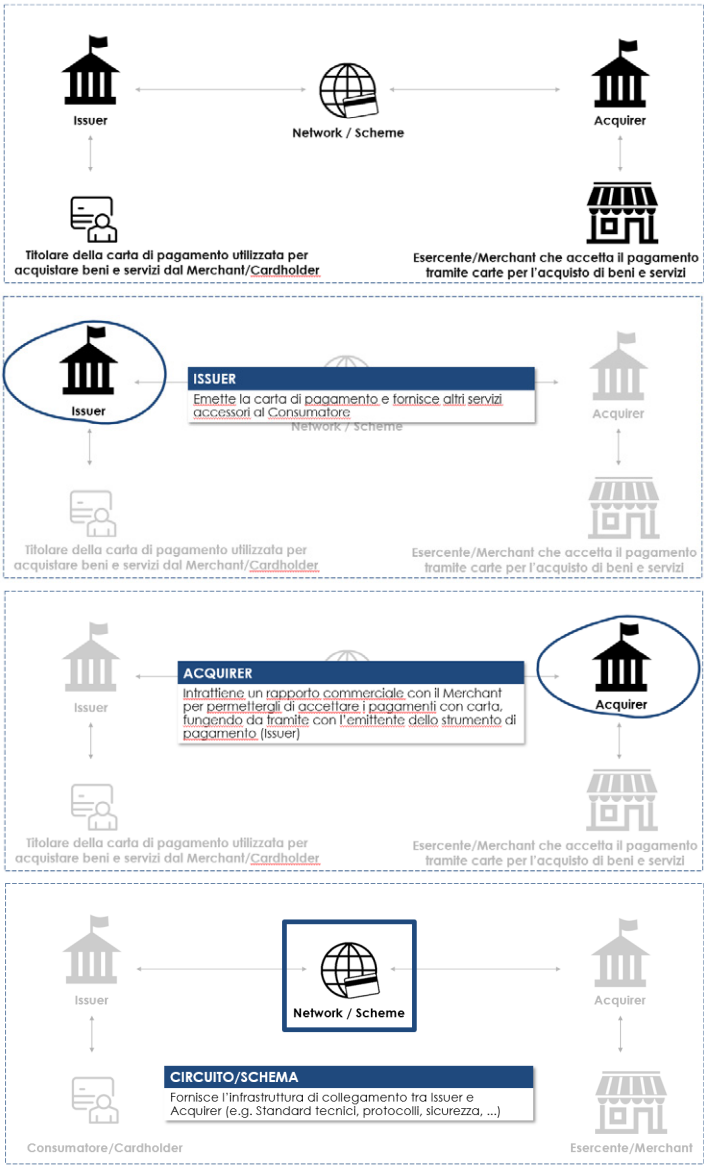 Issuer
Network / Scheme
Acquirer
Titolare della carta di pagamento utilizzata per
acquistare beni e servizi dal Merchant/Cardholder
Esercente/Merchant che accetta il pagamento
tramite carte per l'acquisto di beni e servizi
Issuer
ISSUER
Emette la carta di pagamento e fornisce altri servizi
accessori al Consumatore
Network / Scheme
Acquirer
Titolare della carta di pagamento utilizzata per
acquistare beni e servizi dal Merchant/Cardholder
Esercente/Merchant che accetta il pagamento
tramite carte per l'acquisto di beni e servizi
Issuer
ACQUIRER
Intrattiene un rapporto commerciale con il Merchant
per permettergli di accettare i pagamenti con carta,
fungendo da tramite con l'emittente dello strumento di
pagamento (Issuer)
Acquirer
Titolare della carta di pagamento utilizzata per
acquistare beni e servizi dal Merchant/Cardholder
Esercente/Merchant che accetta il pagamento
tramite carte per l'acquisto di beni e servizi
Issuer
Network / Scheme
Acquirer
CIRCUITO/SCHEMA
Fornisce l'infrastruttura di collegamento tra Issuer e
Acquirer (e.g. Standard tecnici, protocolli, sicurezza, ...)
Consumatore/Cardholder
Esercente/Merchant